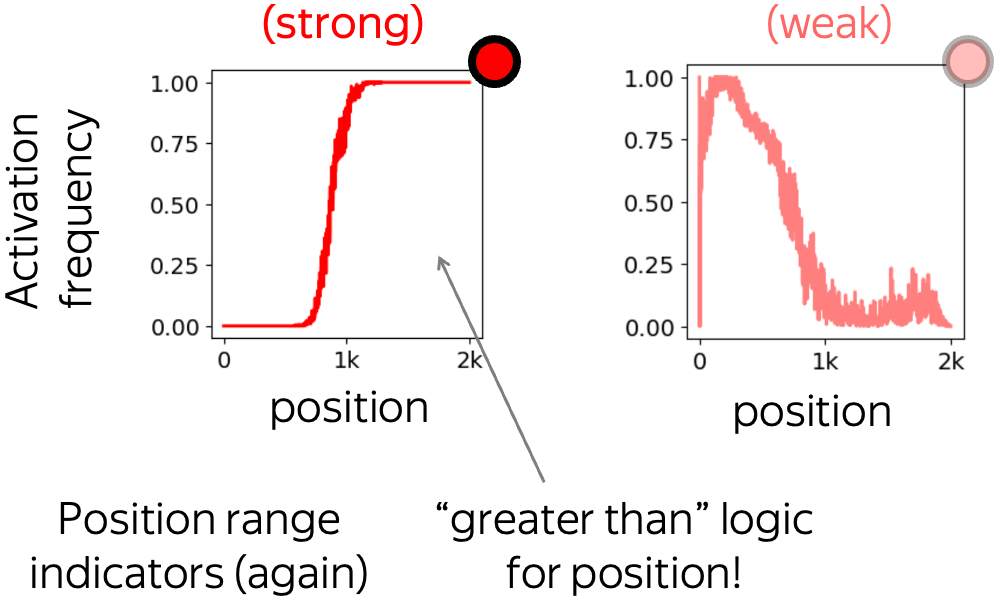 (strong)
(weak)
Activation
frequency
1.00
0.75
0.50
0.25
0.00
0
1k
2k
position
1.00
0.75
0.50
0.25
0.00
0
1k
2k
position
Position range
indicators (again)
“greater than” logic
for position!